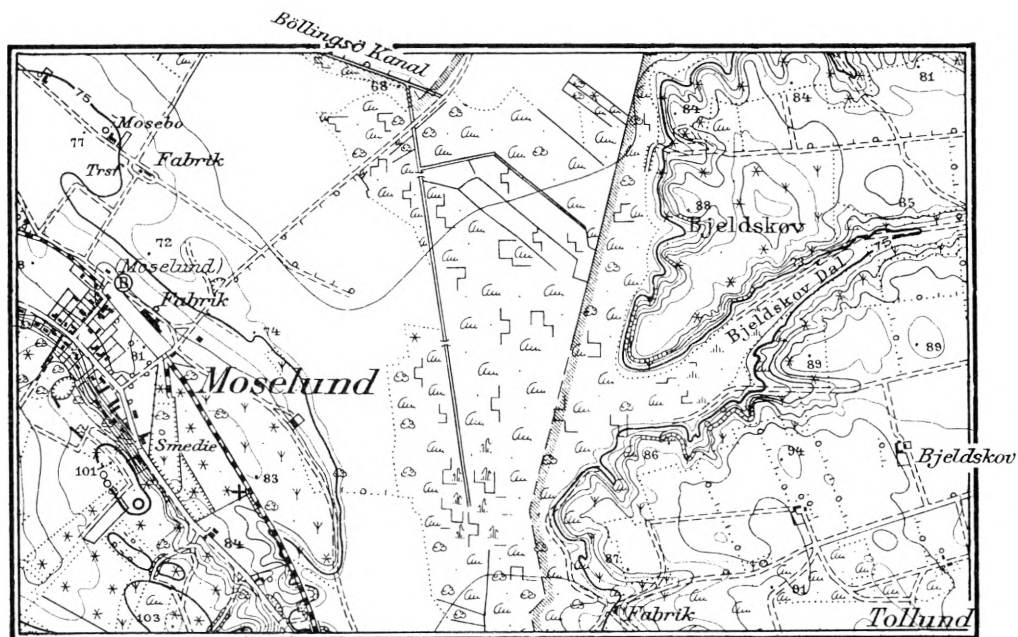 Böllingsö Kanal
68
81
75
84
84
Mosebo
77
Fabrik
Trsf
88
85
Bjeldskov
72
75
(Moselund)
B
Fabrik
Bjeldskov Dal
74
81
89
89
Moselund
Smedie
86
94
101
Bjeldskov
83
84
87
91
103
Fabrik
Tollund